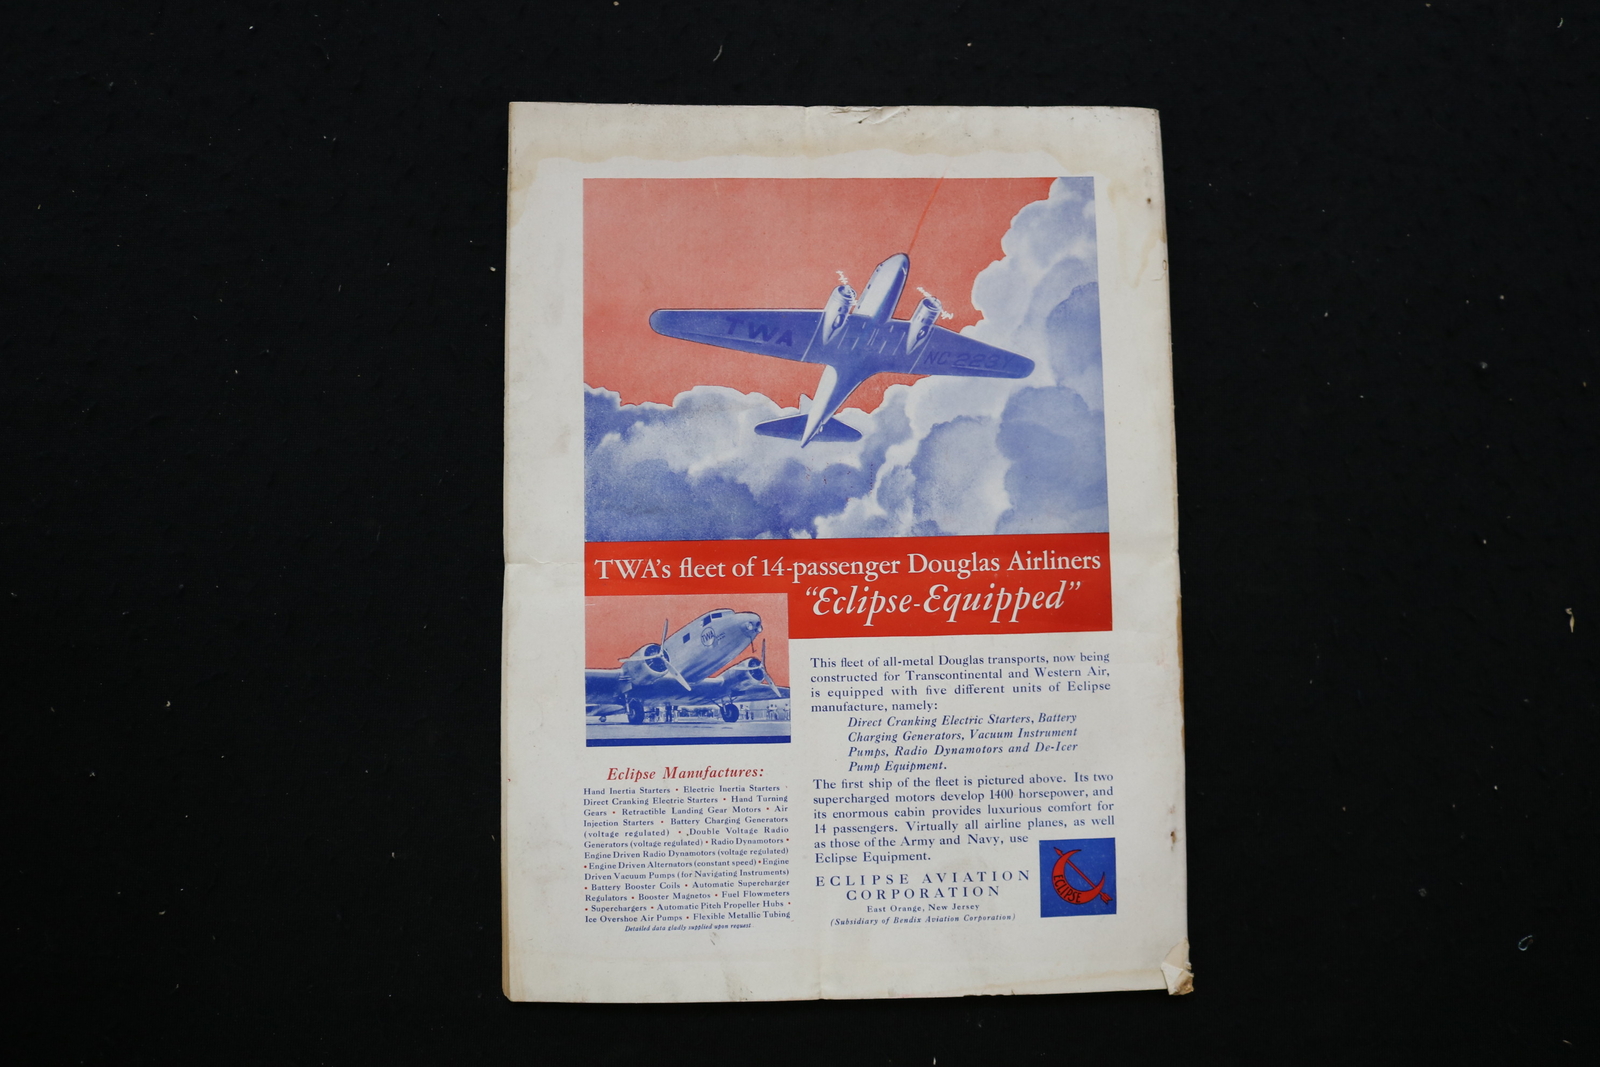 TWA
NC 223Y
TWA's fleet of 14-passenger Douglas Airliners
"Eclipse-Equipped"
TWA
This fleet of all-metal Douglas transports, now being
constructed for Transcontinental and Western Air,
is equipped with five different units of Eclipse
manufacture, namely:
Direct Cranking Electric Starters, Battery
Charging Generators, Vacuum Instrument
Pumps, Radio Dynamotors and De-Icer
Pump Equipment.
The first ship of the fleet is pictured above. Its two
supercharged motors develop 1400 horsepower, and
its enormous cabin provides luxurious comfort for
14 passengers. Virtually all airline planes, as well
as those of the Army and Navy, use
Eclipse Equipment.
ECLIPSE AVIATION
CORPORATION
East Orange, New Jersey
(Subsidiary of Bendix Aviation Corporation)
ECLIPSE
Eclipse Manufactures:
Hand Inertia Starters • Electric Inertia Starters •
Direct Cranking Electric Starters • Hand Turning
Gears • Retractible Landing Gear Motors • Air
Injection Starters • Battery Charging Generators
(voltage regulated) • Double Voltage Radio
Generators (voltage regulated) • Radio Dynamotors •
Engine Driven Radio Dynamotors (voltage regulated)
• Engine Driven Alternators (constant speed) • Engine
Driven Vacuum Pumps (for Navigating Instruments)
• Battery Booster Coils • Automatic Supercharger
Regulators • Booster Magnetos • Fuel Flowmeters
• Superchargers • Automatic Pitch Propeller Hubs •
Ice Overshoe Air Pumps • Flexible Metallic Tubing
Detailed data gladly supplied upon request